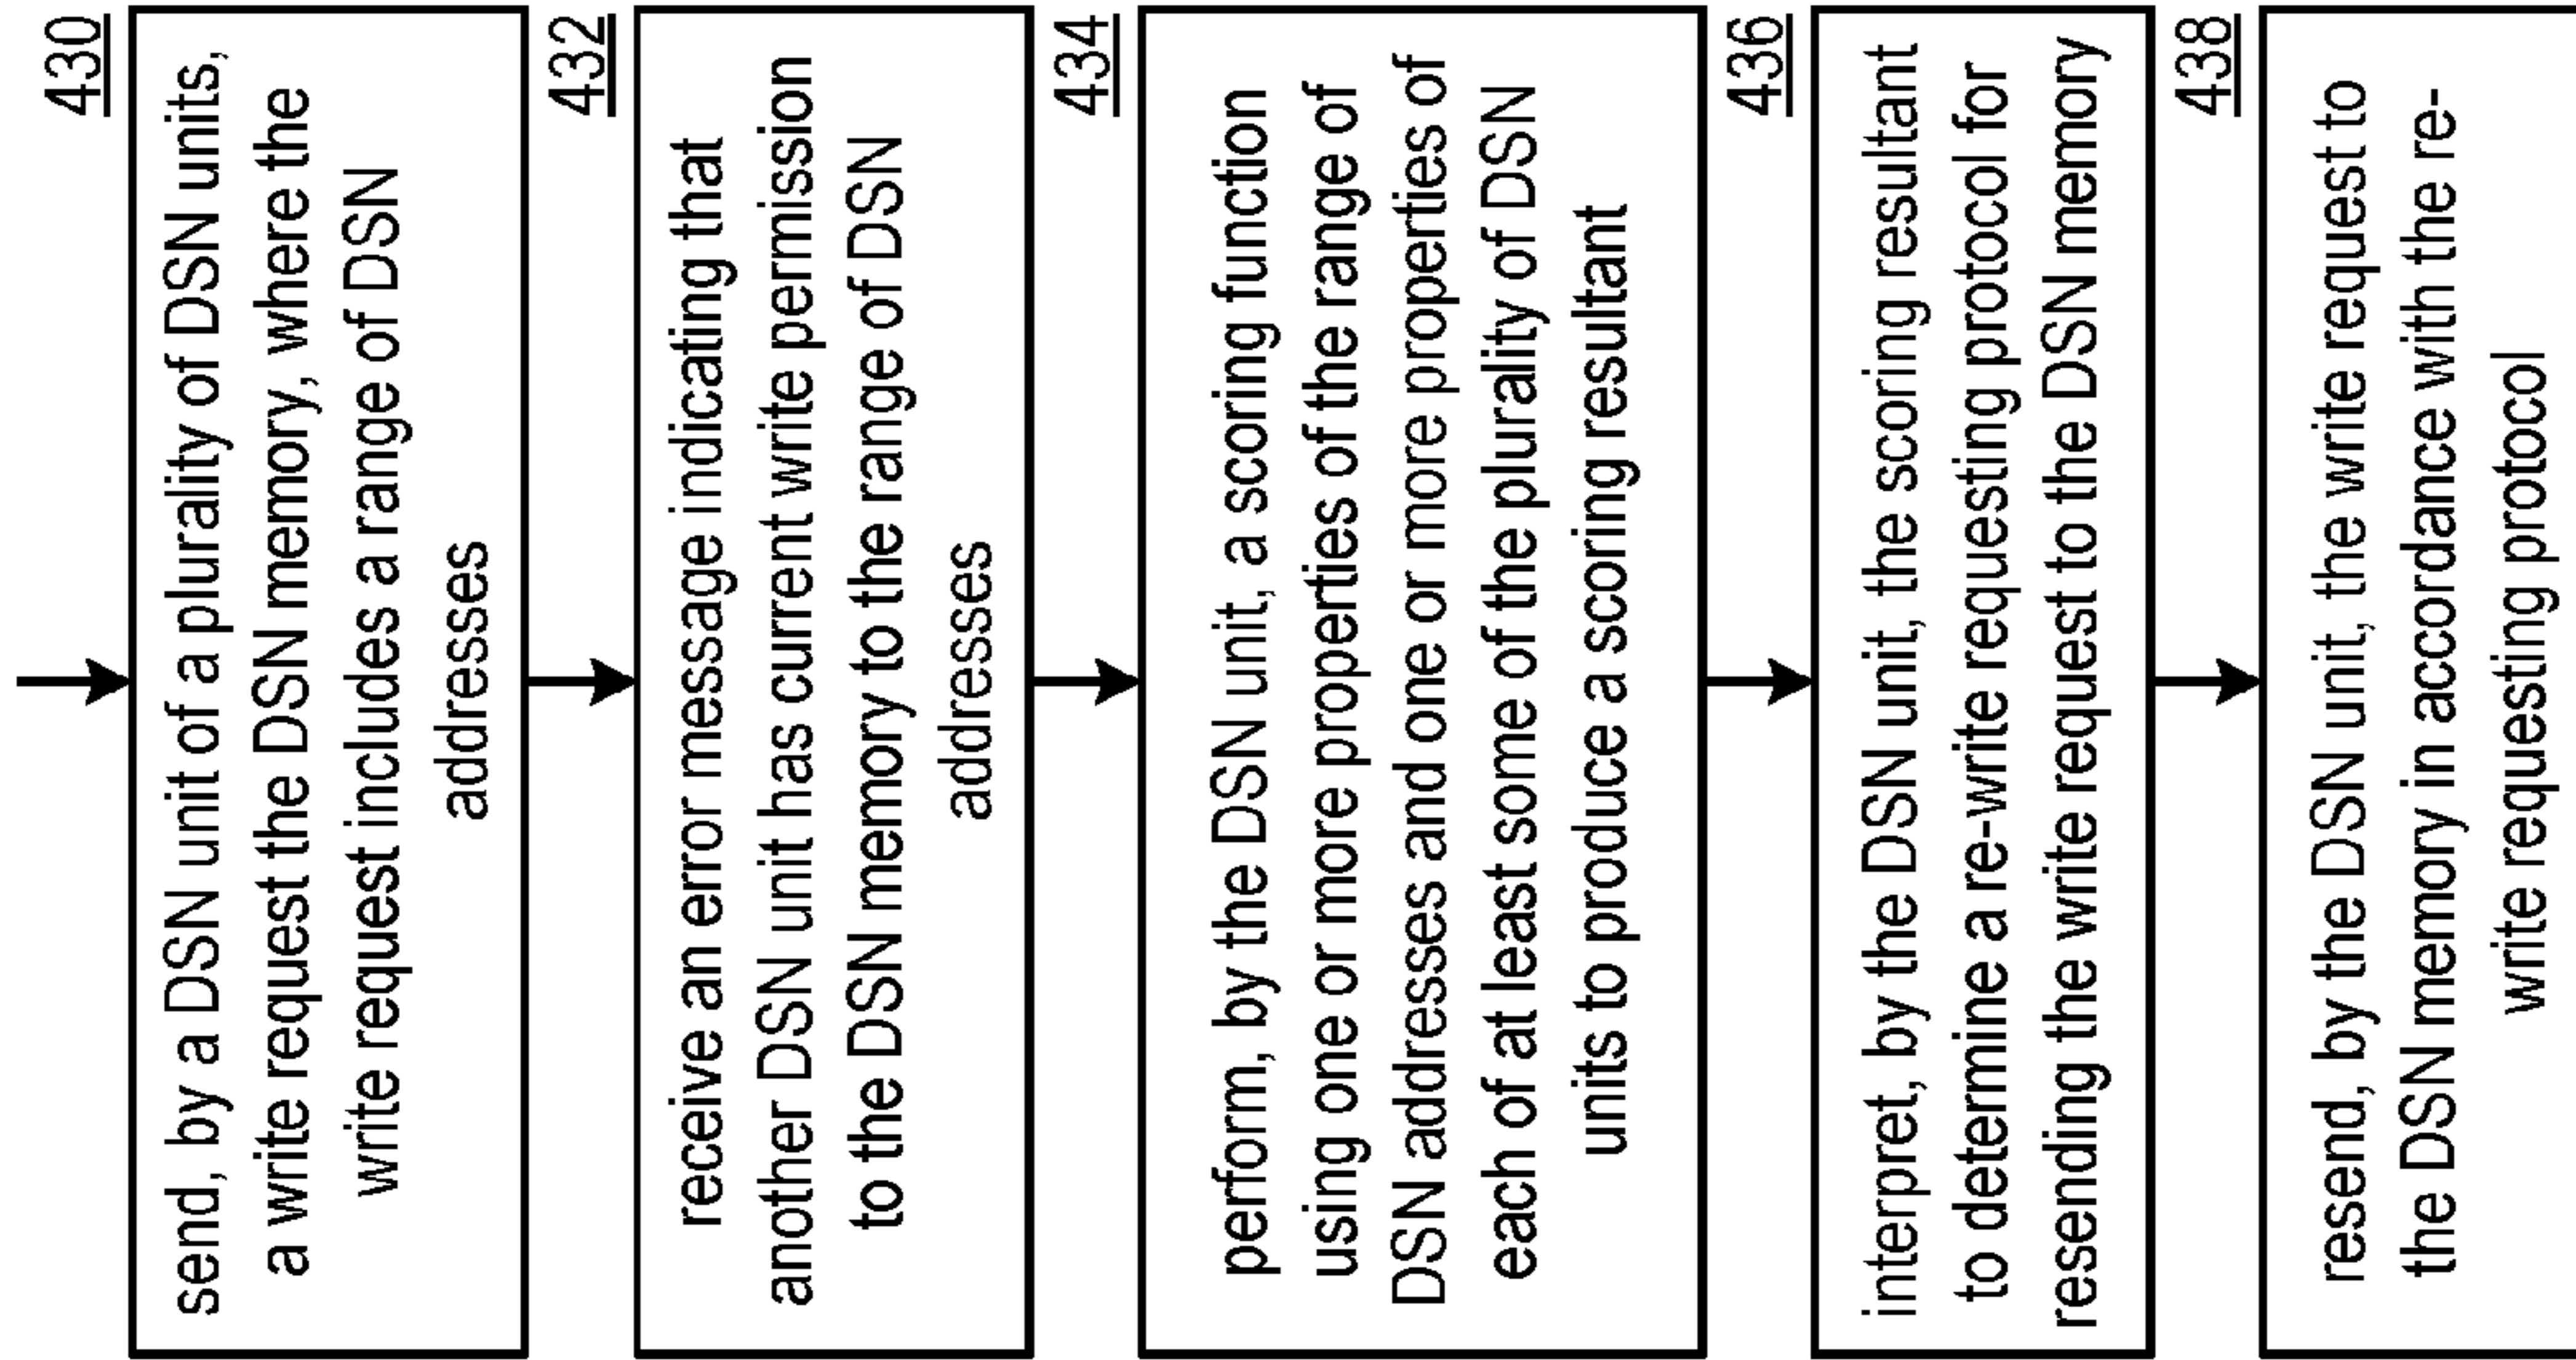 430
send, by a DSN unit of a plurality of DSN units,
a write request the DSN memory, where the
write request includes a range of DSN
addresses
432
receive an error message indicating that
another DSN unit has current write permission
to the DSN memory to the range of DSN
addresses
434
perform, by the DSN unit, a scoring function
using one or more properties of the range of
DSN addresses and one or more properties of
each of at least some of the plurality of DSN
units to produce a scoring resultant
436
interpret, by the DSN unit, the scoring resultant
to determine a re-write requesting protocol for
resending the write request to the DSN memory
438
resend, by the DSN unit, the write request to
the DSN memory in accordance with the re-
write requesting protocol